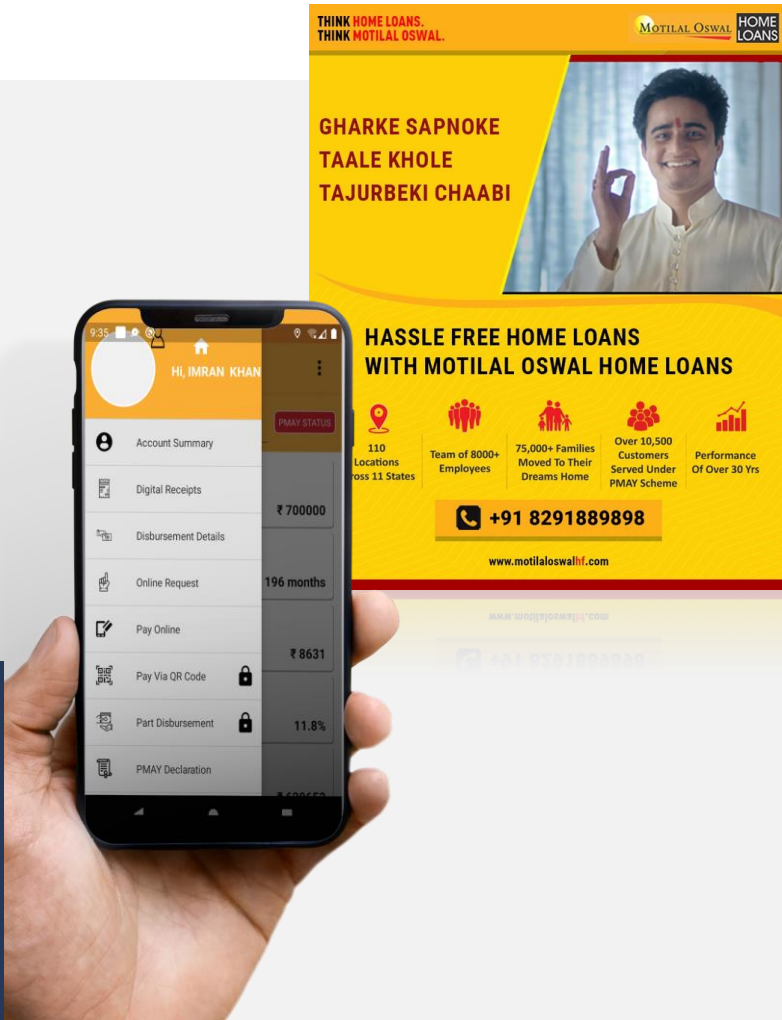 THINK HOME LOANS.
THINK MOTILAL OSWAL.
MOTILAL OSWAL HOME
LOANS
GHARKE SAPNOKE
TAALE KHOLE
TAJURBEKI CHAABI
HASSLE FREE HOME LOANS
WITH MOTILAL OSWAL HOME LOANS
110
Locations
ross 11 States
Team of 8000+
Employees
75,000+ Families
Moved To Their
Dreams Home
Over 10,500
Customers
Served Under
PMAY Scheme
Performance
Of Over 30 Yrs
+91 8291889898
www.motilaloswalhf.com
9:35
Hi, IMRAN KHAN
PMAY STATUS
Account Summary
Digital Receipts
₹ 700000
Disbursement Details
Online Request
196 months
Pay Online
₹ 8631
Pay Via QR Code
Part Disbursement
11.8%
PMAY Declaration